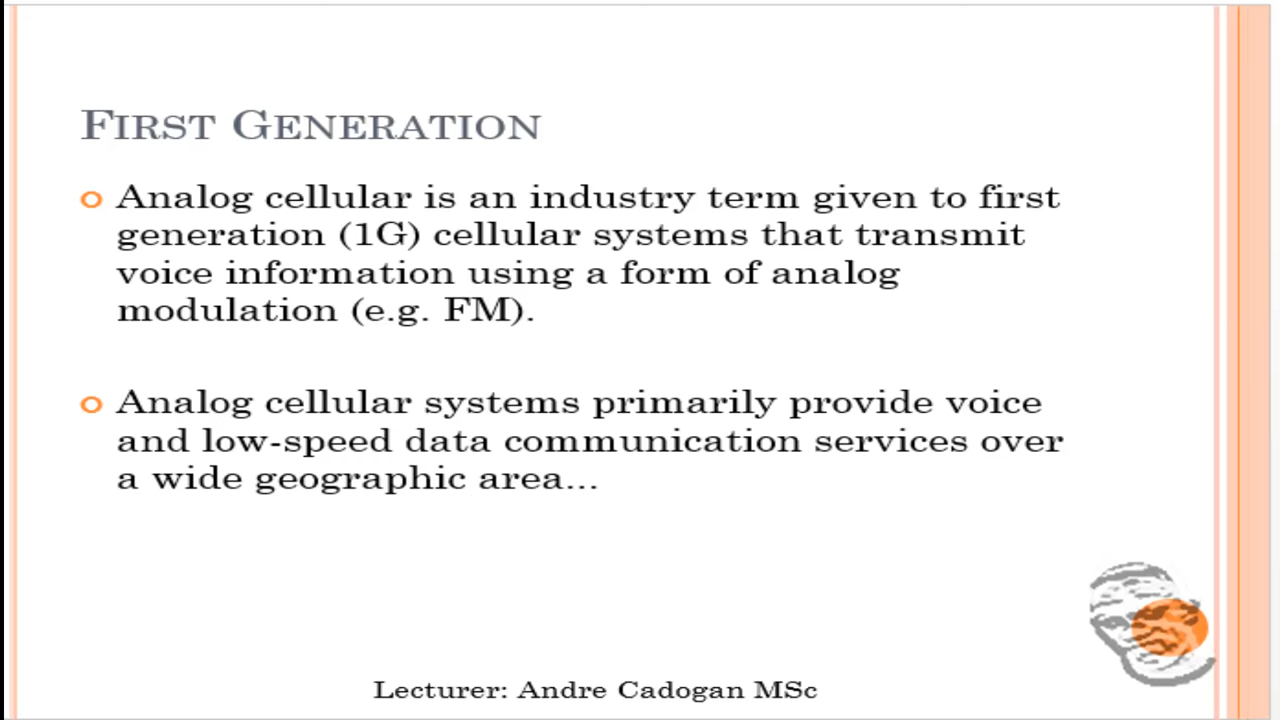 FIRST GENERATION
Analog cellular is an industry term given to first
generation (1G) cellular systems that transmit
voice information using a form of analog
modulation (e.g. FM).
Analog cellular systems primarily provide voice
and low-speed data communication services over
a wide geographic area...
Lecturer: Andre Cadogan MSc